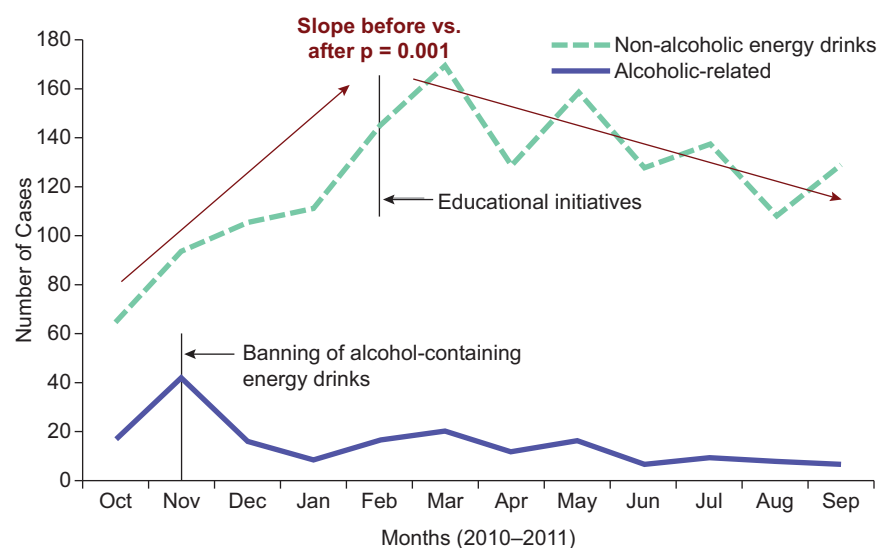 Slope before vs.
after p = 0.001
Non-alcoholic energy drinks
Alcoholic-related
180
160
140
120
100
80
60
40
20
0
Number of Cases
Educational initiatives
Banning of alcohol-containing
energy drinks
Oct Nov Dec Jan Feb Mar Apr May Jun Jul Aug Sep
Months (2010–2011)